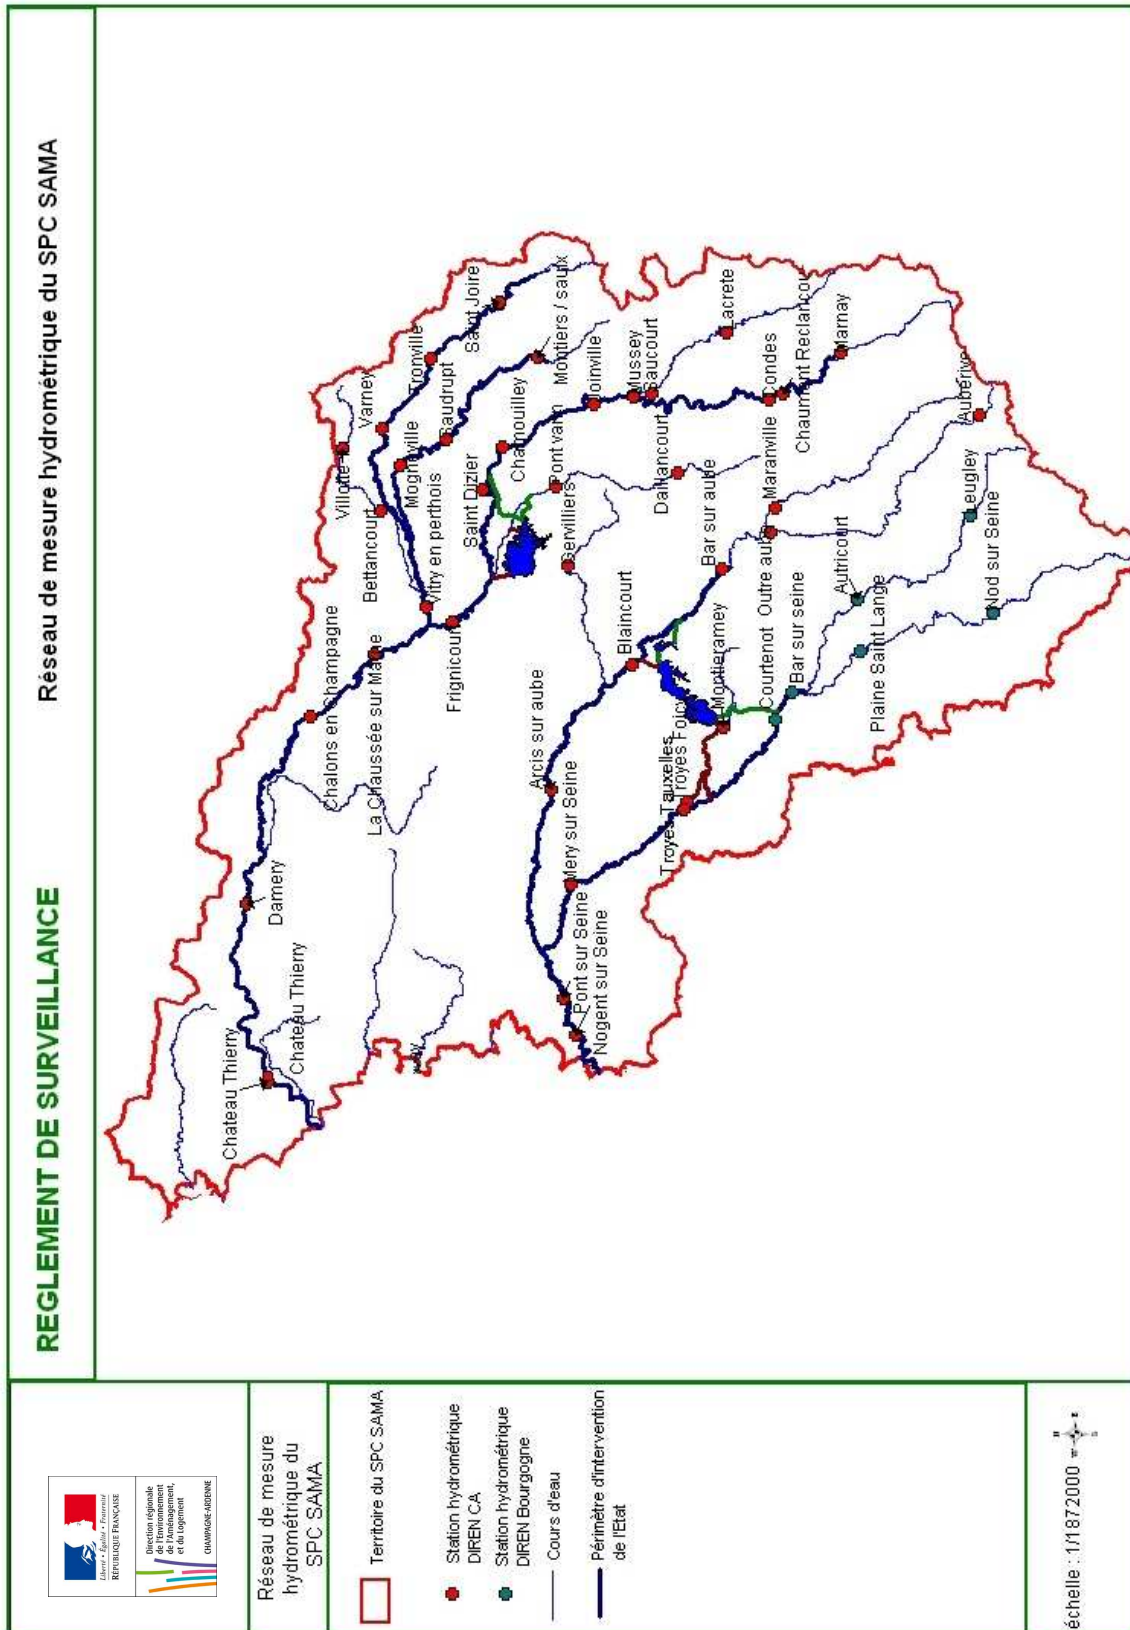 REGLEMENT DE SURVEILLANCE
Réseau de mesure hydrométrique du SPC SAMA
Liberté • Égalité • Fraternité
RÉPUBLIQUE FRANÇAISE
Direction régionale
de l'Environnement
de l'Aménagement,
et du Logement
CHAMPAGNE-ARDENNE
Réseau de mesure
hydrométrique du
SPC SAMA
Territoire du SPC SAMA
Station hydrométrique
DIREN CA
Station hydrométrique
DIREN Bourgogne
Cours d'eau
Périmètre d'intervention
de l'Etat
échelle : 1/1872000
Chateau Thierry
Chateau Thierry
Damery
Chalons en champagne
La Chaussée sur Marne
Frignicourt
Vitry en perthois
Bettancourt
Villotte
Varney
Mognéville
Tronville
Saudrupt
Saint Joire
Montiers / saulx
Saint Dizier
Chamouilley
Joinville
Pont varin
Mussey
Saucourt
Lacrete
Daillancourt
Gervilliers
Condes
Chaumont Reclancou
Marnay
Maranville
Auberive
Bar sur aube
Outre aube
Blaincourt
Arcis sur aube
Mery sur Seine
Pont sur Seine
Nogent sur Seine
Troyes Tauxelles
Troyes Foicy
Montieramey
Courtenot
Bar sur seine
Plaine Saint Lange
Autricourt
Leugley
Nod sur Seine